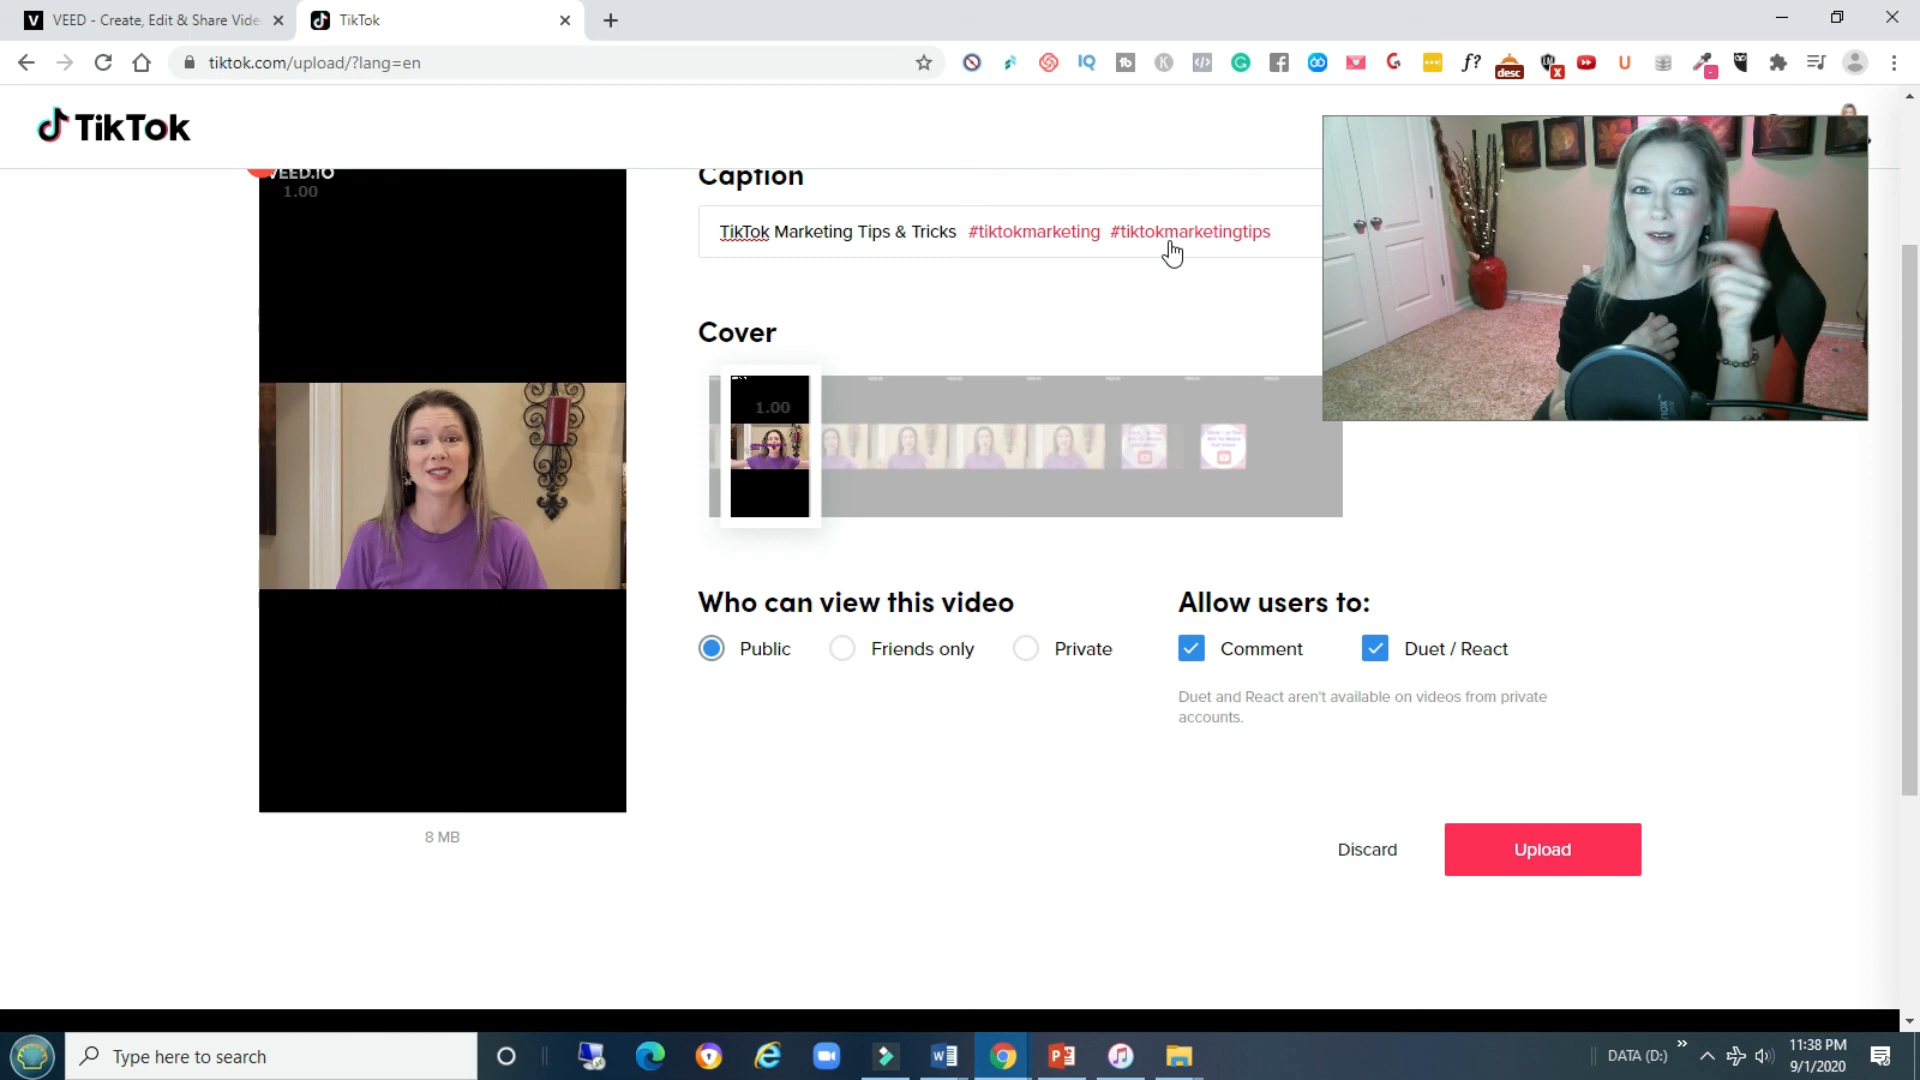 VEED - Create, Edit & Share Vide
TikTok
tiktok.com/upload/?lang=en
IQ
desc
TikTok
VEED.IO
1.00
Caption
TikTok Marketing Tips & Tricks #tiktokmarketing #tiktokmarketingtips
Cover
1.00
Who can view this video
Allow users to:
Public
Friends only
Private
Comment
Duet / React
Duet and React aren't available on videos from private
accounts.
8 MB
Discard
Upload
Type here to search
DATA (D:)
11:38 PM
9/1/2020